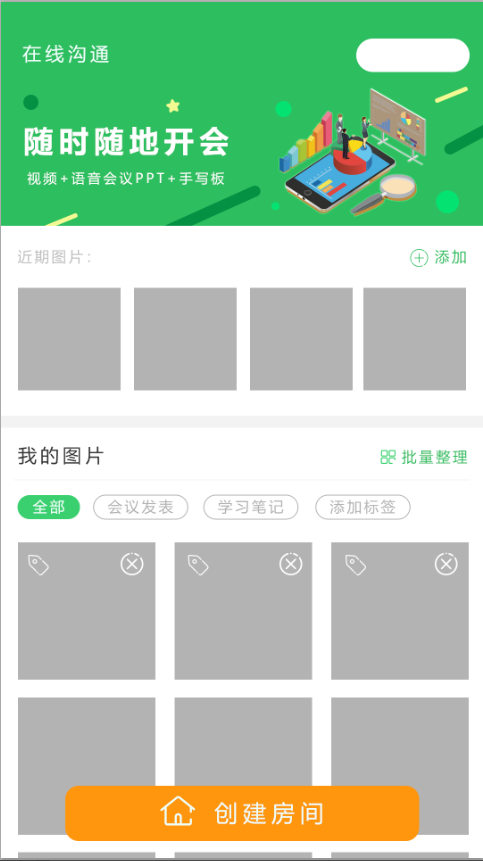 在线沟通
随时随地开会
视频+语音会议PPT+手写板
近期图片:
添加
我的图片
批量整理
全部 会议发表 学习笔记 添加标签
创建房间